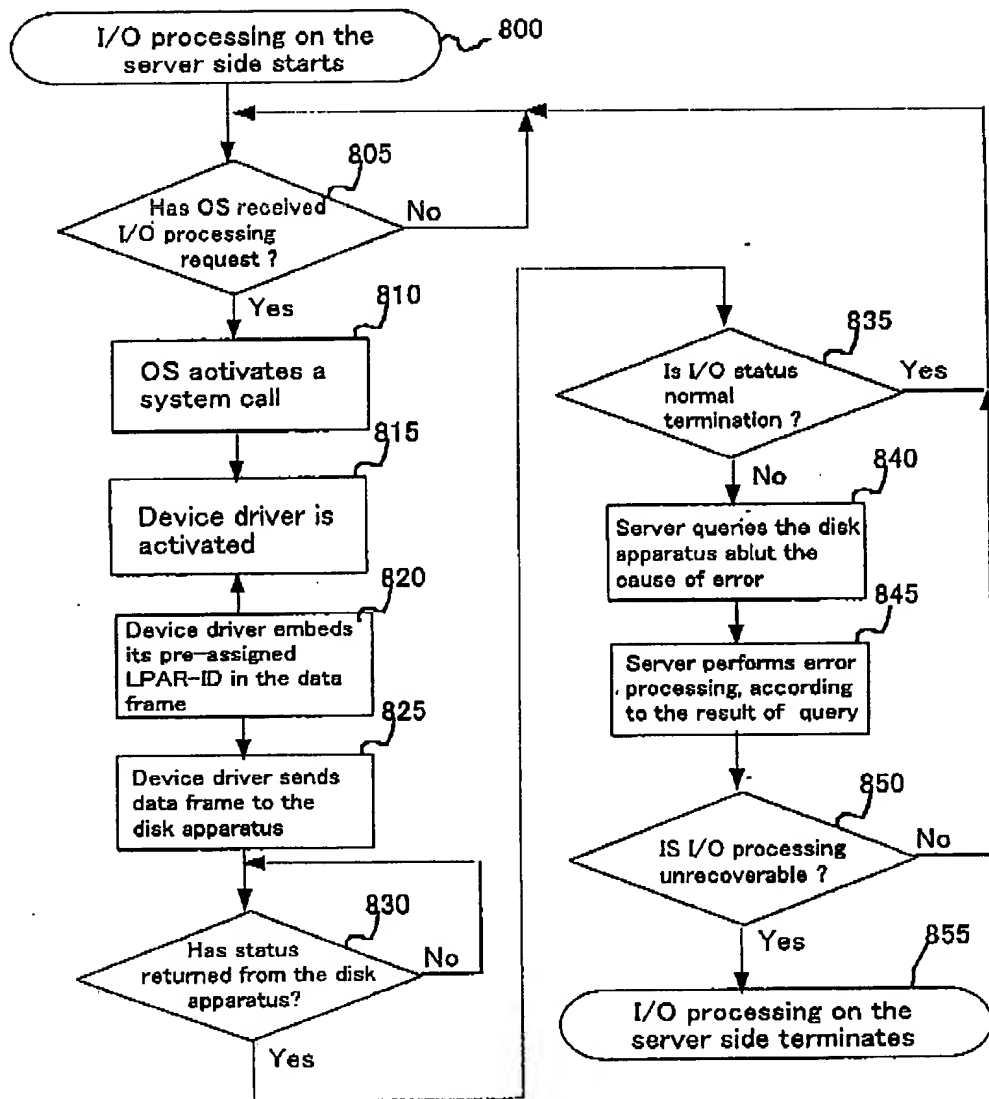 I/O processing on the
server side starts
800
805
Has OS received
I/O processing
request ?
No
Yes
810
OS activates a
system call
815
Device driver is
activated
820
Device driver embeds
its pre-assigned
LPAR-ID in the data
frame
825
Device driver sends
data frame to the
disk apparatus
830
Has status
returned from the disk
apparatus?
No
Yes
835
Is I/O status
normal
termination ?
Yes
No
840
Server queries the disk
apparatus ablut the
cause of error
845
Server performs error
processing, according
to the result of query
850
IS I/O processing
unrecoverable ?
No
Yes
855
I/O processing on the
server side terminates